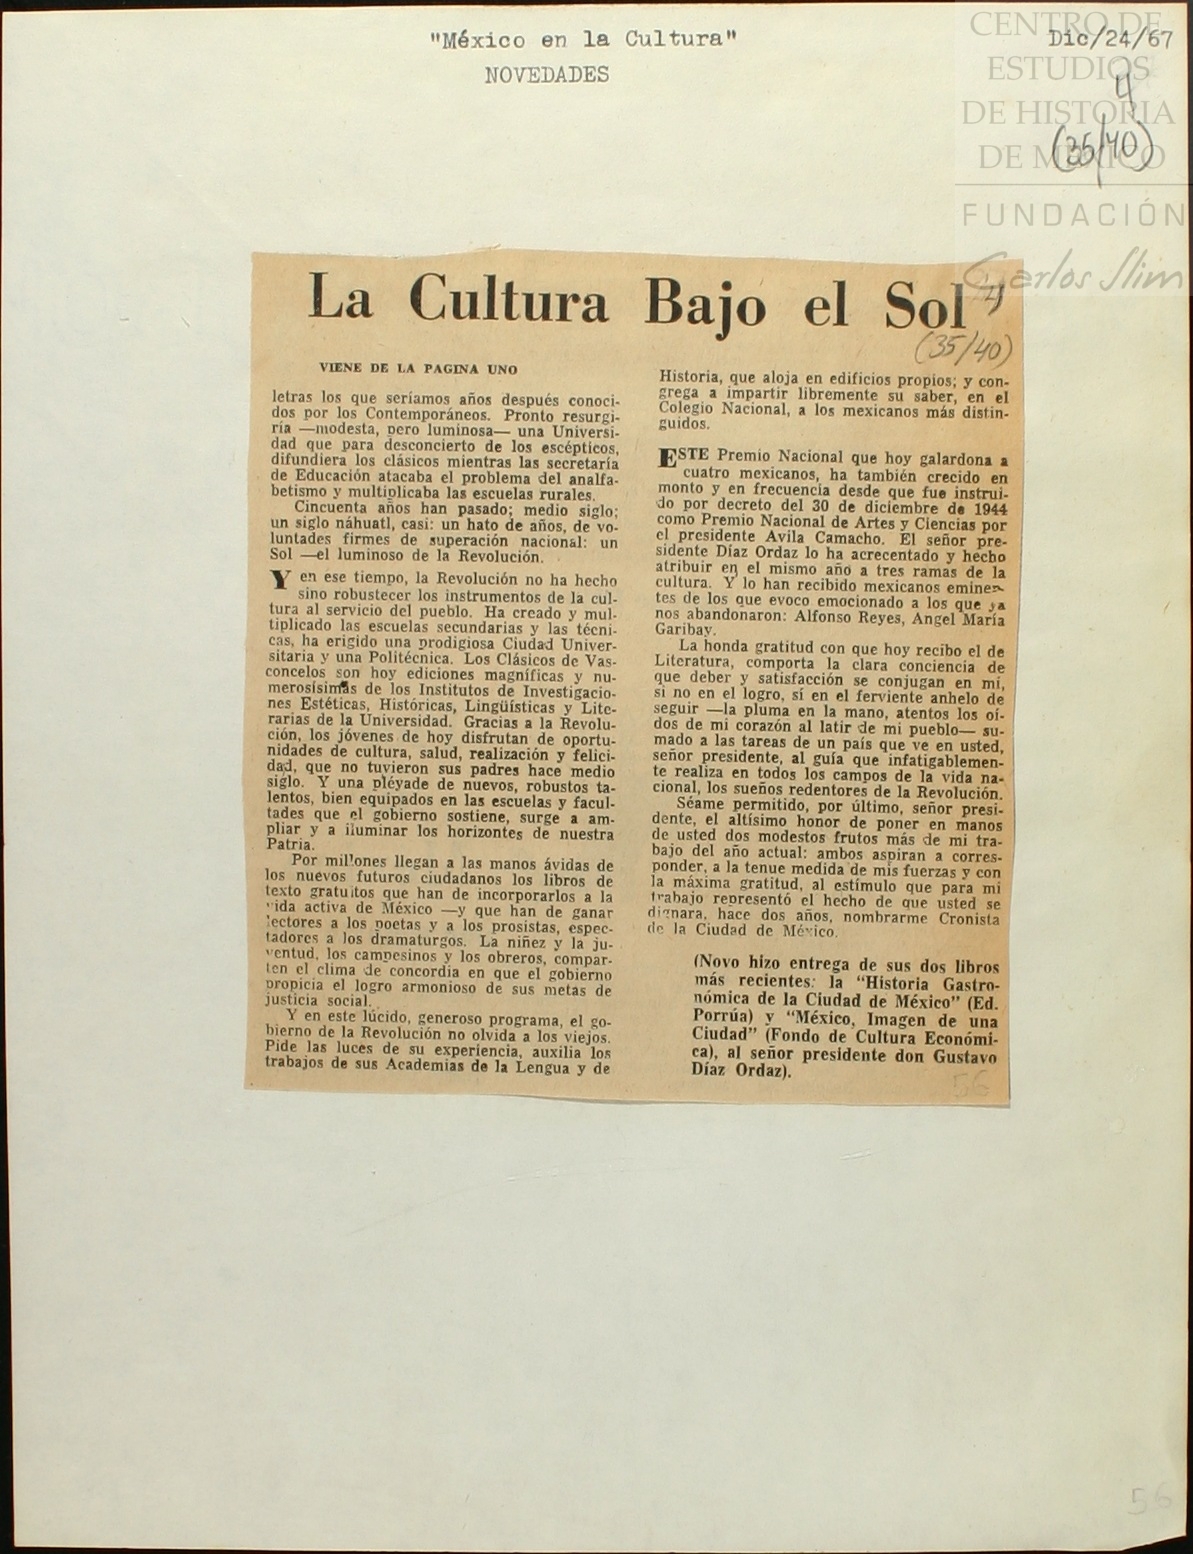 "México en la Cultura"
NOVEDADES
Dic/24/67
CENTRO DE
ESTUDIOS
DE HISTORIA
DE MÉXICO
FUNDACIÓN
Carlos Slim
4
(35/40)
La Cultura Bajo el Sol
4
(35/40)
VIENE DE LA PAGINA UNO
letras los que seríamos años después conoci-
dos por los Contemporáneos. Pronto resurgi-
ría —modesta, pero luminosa— una Universi-
dad que para desconcierto de los escépticos,
difundiera los clásicos mientras las secretaría
de Educación atacaba el problema del analfa-
betismo y multiplicaba las escuelas rurales.
Cincuenta años han pasado; medio siglo;
un siglo náhuatl, casi: un hato de años, de vo-
luntades firmes de superación nacional: un
Sol —el luminoso de la Revolución.
Y en ese tiempo, la Revolución no ha hecho
sino robustecer los instrumentos de la cul-
tura al servicio del pueblo. Ha creado y mul-
tiplicado las escuelas secundarias y las técni-
cas, ha erigido una prodigiosa Ciudad Univer-
sitaria y una Politécnica. Los Clásicos de Vas-
concelos son hoy ediciones magníficas y nu-
merosísimas de los Institutos de Investigacio-
nes Estéticas, Históricas, Lingüísticas y Lite-
rarias de la Universidad. Gracias a la Revolu-
ción, los jóvenes de hoy disfrutan de oportu-
nidades de cultura, salud, realización y felici-
dad, que no tuvieron sus padres hace medio
siglo. Y una pléyade de nuevos, robustos ta-
lentos, bien equipados en las escuelas y facul-
tades que el gobierno sostiene, surge a am-
pliar y a iluminar los horizontes de nuestra
Patria.
Por millones llegan a las manos ávidas de
los nuevos futuros ciudadanos los libros de
texto gratuitos que han de incorporarlos a la
vida activa de México —y que han de ganar
lectores a los poetas y a los prosistas, espec-
tadores a los dramaturgos. La niñez y la ju-
ventud, los campesinos y los obreros, compar-
ten el clima de concordia en que el gobierno
propicia el logro armonioso de sus metas de
justicia social.
Y en este lúcido, generoso programa, el go-
bierno de la Revolución no olvida a los viejos.
Pide las luces de su experiencia, auxilia los
trabajos de sus Academias de la Lengua y de
Historia, que aloja en edificios propios; y con-
grega a impartir libremente su saber, en el
Colegio Nacional, a los mexicanos más distin-
guidos.
ESTE Premio Nacional que hoy galardona a
cuatro mexicanos, ha también crecido en
monto y en frecuencia desde que fue instrui-
do por decreto del 30 de diciembre de 1944
como Premio Nacional de Artes y Ciencias por
el presidente Avila Camacho. El señor pre-
sidente Díaz Ordaz lo ha acrecentado y hecho
atribuir en el mismo año a tres ramas de la
cultura. Y lo han recibido mexicanos eminen-
tes de los que evoco emocionado a los que ya
nos abandonaron: Alfonso Reyes, Angel María
Garibay.
La honda gratitud con que hoy recibo el de
Literatura, comporta la clara conciencia de
que deber y satisfacción se conjugan en mí,
si no en el logro, sí en el ferviente anhelo de
seguir —la pluma en la mano, atentos los oí-
dos de mi corazón al latir de mi pueblo— su-
mado a las tareas de un país que ve en usted,
señor presidente, al guía que infatigablemen-
te realiza en todos los campos de la vida na-
cional, los sueños redentores de la Revolución.
Séame permitido, por último, señor presi-
dente, el altísimo honor de poner en manos
de usted dos modestos frutos más de mi tra-
bajo del año actual: ambos aspiran a corres-
ponder, a la tenue medida de mis fuerzas y con
la máxima gratitud, al estímulo que para mi
trabajo representó el hecho de que usted se
dignara, hace dos años, nombrarme Cronista
de la Ciudad de México.
(Novo hizo entrega de sus dos libros
más recientes: la "Historia Gastro-
nómica de la Ciudad de México" (Ed.
Porrúa) y "México, Imagen de una
Ciudad" (Fondo de Cultura Económi-
ca), al señor presidente don Gustavo
Díaz Ordaz).
56
56